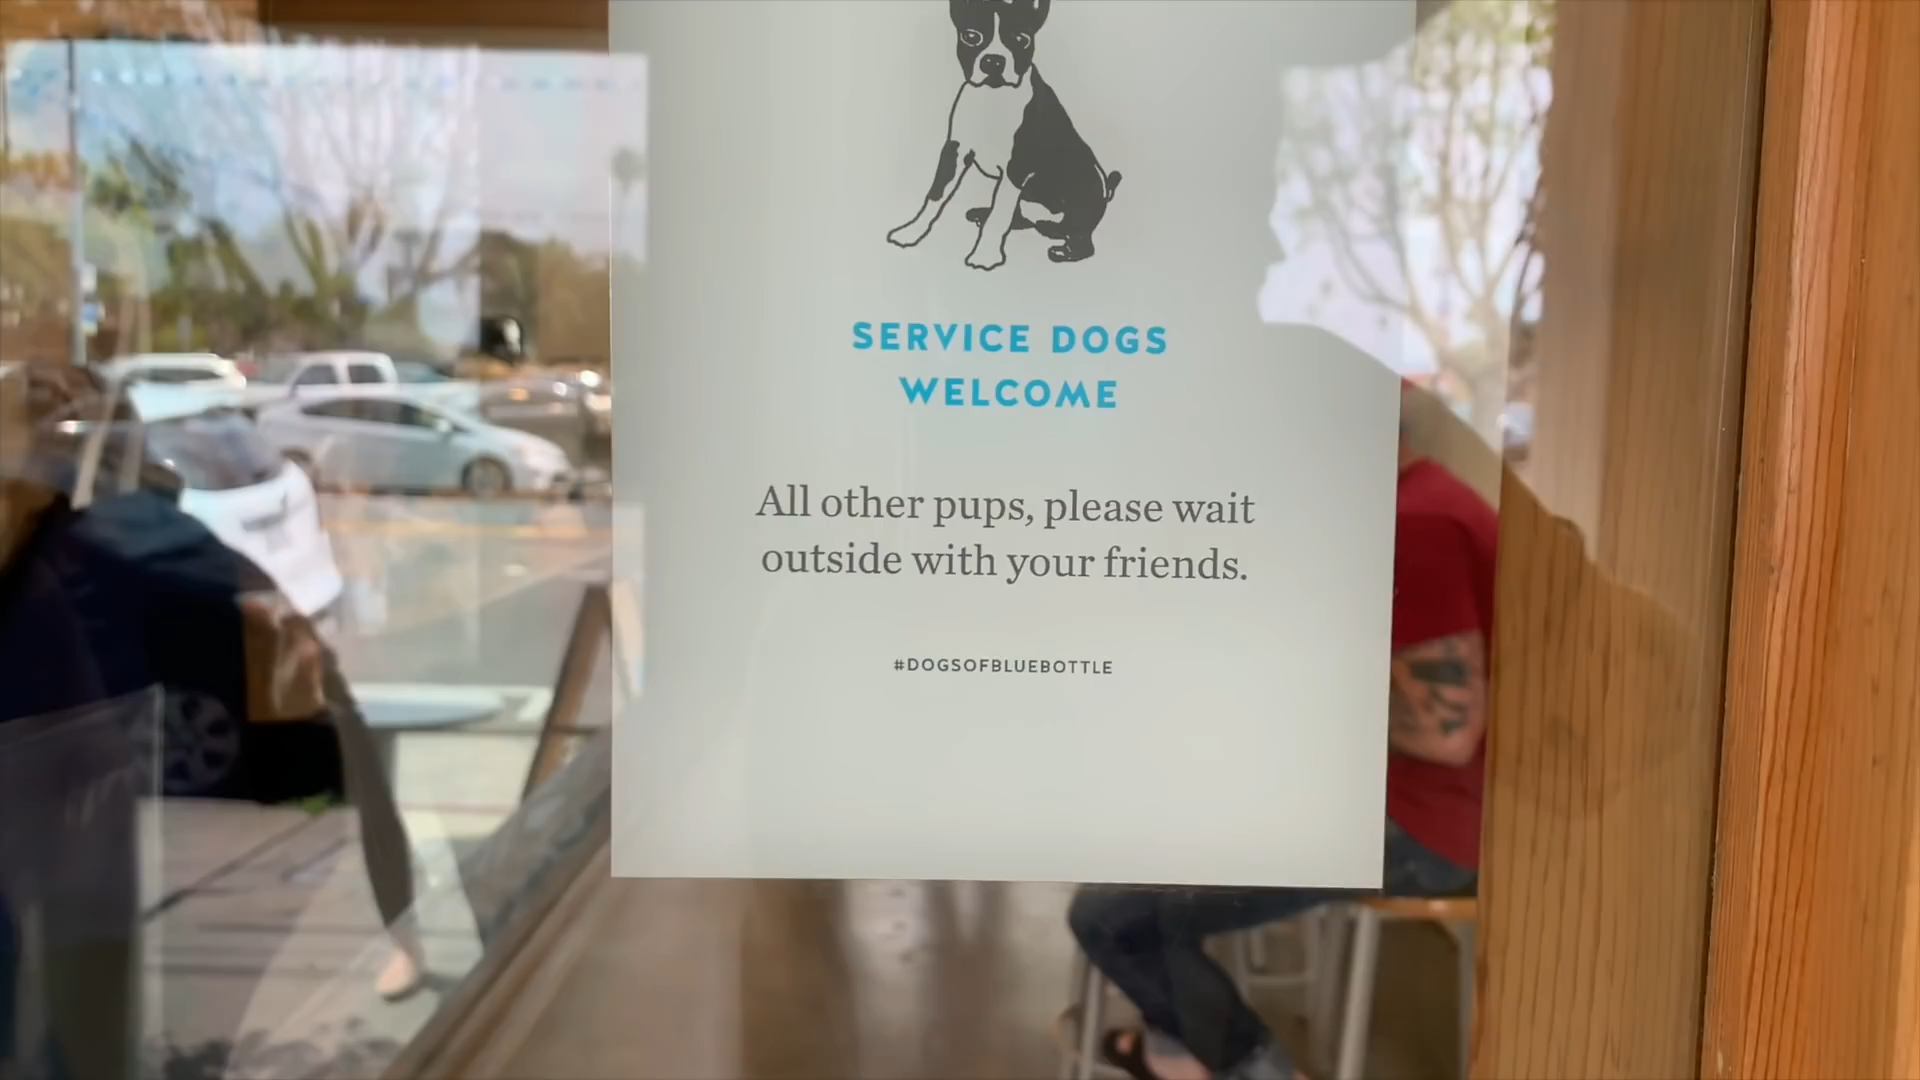 SERVICE DOGS
WELCOME
All other pups, please wait
outside with your friends.
#DOGSOFBLUEBOTTLE